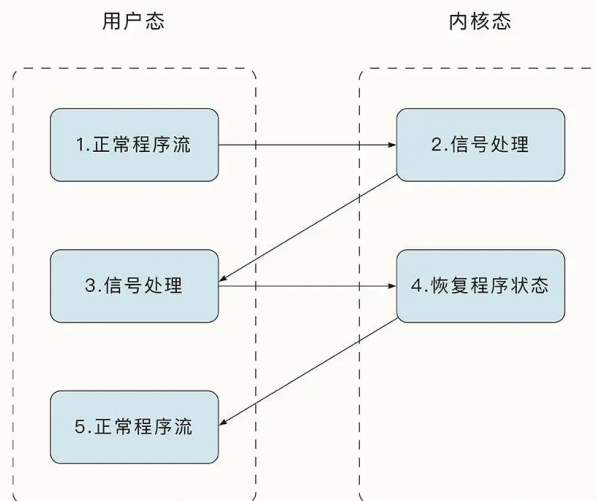 用户态
内核态
1.正常程序流
2.信号处理
3.信号处理
4.恢复程序状态
5.正常程序流